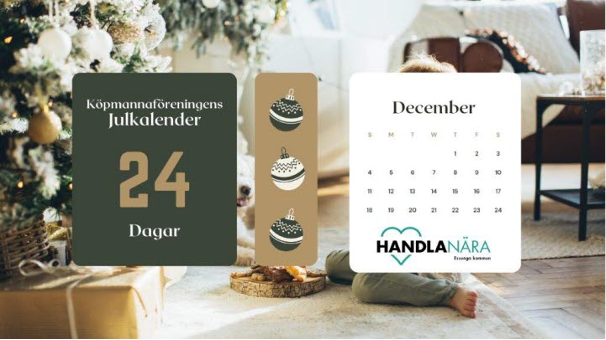 Köpmannaföreningens
Julkalender
24
Dagar
December
S M T W T F S
1 2 3
4 5 6 7 8 9 10
11 12 13 14 15 16 17
18 19 20 21 22 23 24
HANDLANÄRA
Essunga kommun